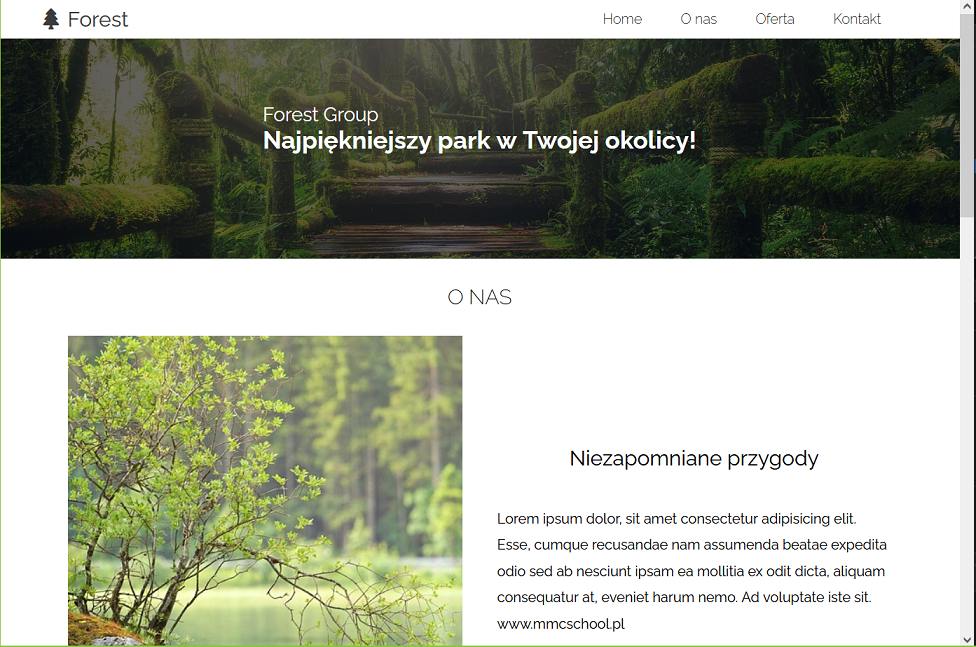 Forest
Home
O nas
Oferta
Kontakt
Forest Group
Najpiękniejszy park w Twojej okolicy!
O NAS
Niezapomniane przygody
Lorem ipsum dolor, sit amet consectetur adipisicing elit.
Esse, cumque recusandae nam assumenda beatae expedita
odio sed ab nesciunt ipsam ea mollitia ex odit dicta, aliquam
consequatur at, eveniet harum nemo. Ad voluptate iste sit.
www.mmcschool.pl